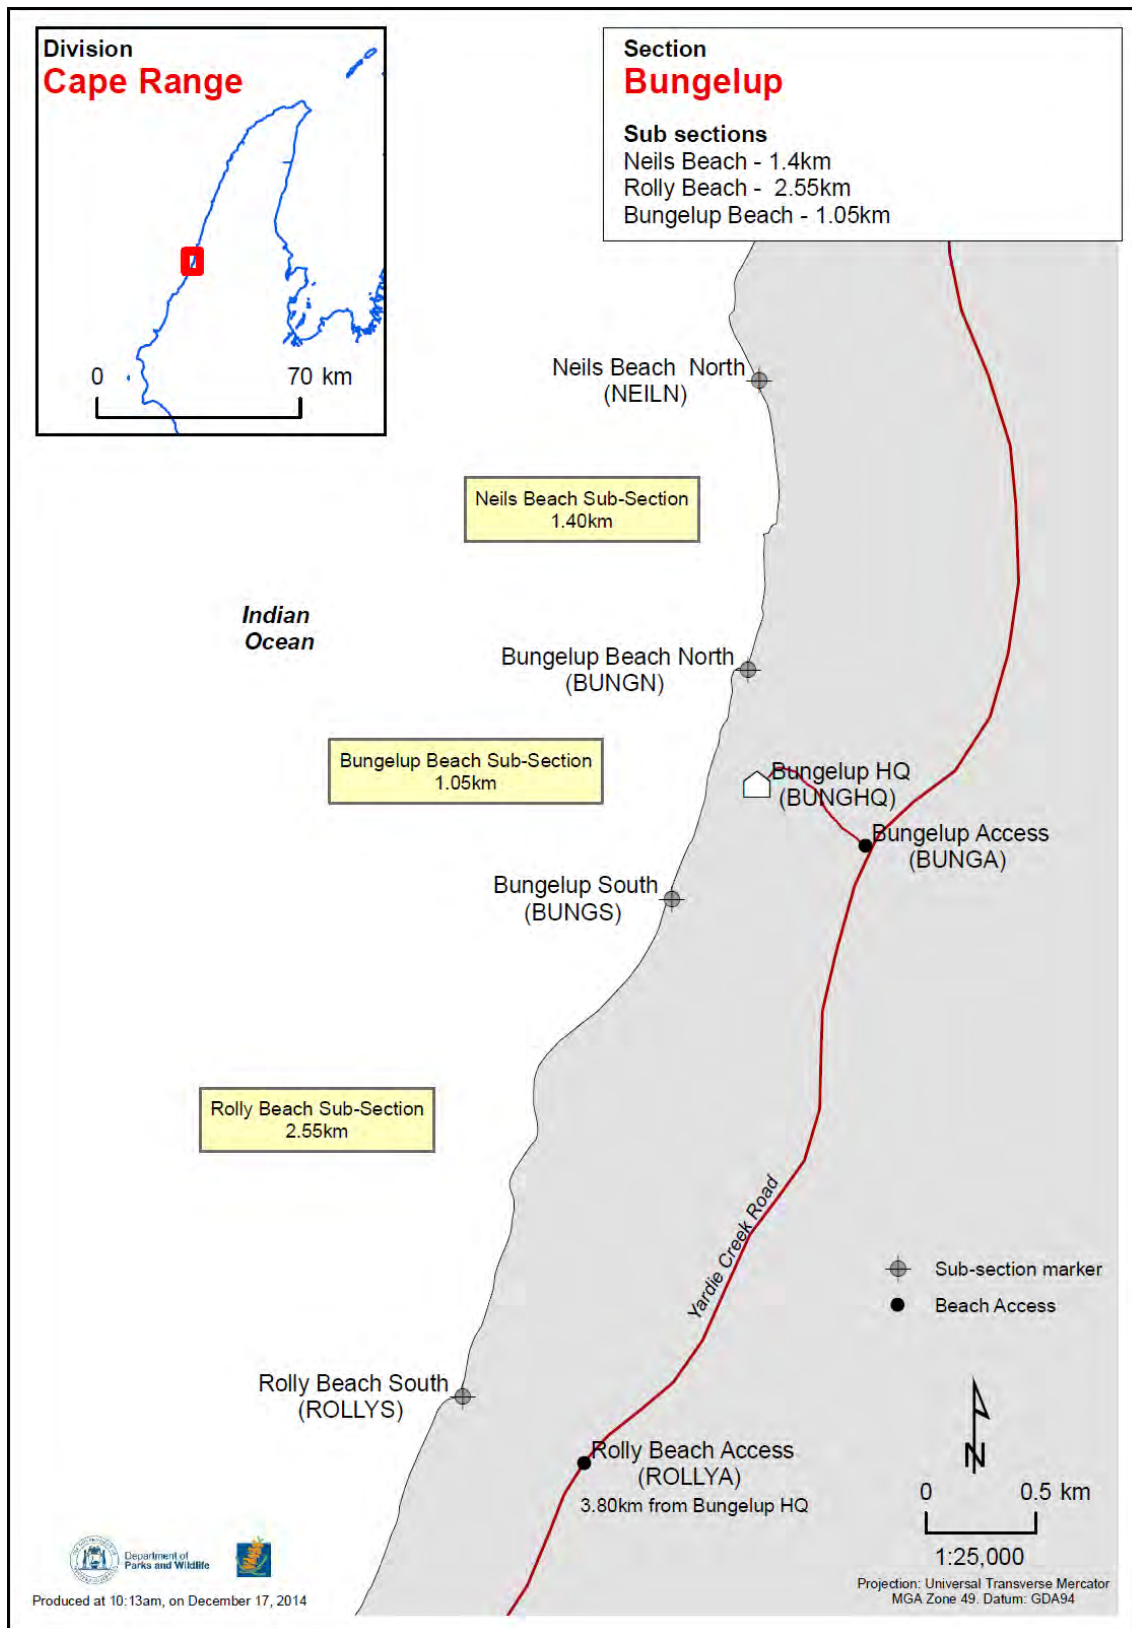 Division
Cape Range
0 70 km
Section
Bungelup
Sub sections
Neils Beach - 1.4km
Rolly Beach - 2.55km
Bungelup Beach - 1.05km
Neils Beach North
(NEILN)
Neils Beach Sub-Section
1.40km
Indian
Ocean
Bungelup Beach North
(BUNGN)
Bungelup Beach Sub-Section
1.05km
Bungelup HQ
(BUNGHQ)
Bungelup Access
(BUNGA)
Bungelup South
(BUNGS)
Rolly Beach Sub-Section
2.55km
Yardie Creek Road
Sub-section marker
Beach Access
Rolly Beach South
(ROLLYS)
Rolly Beach Access
(ROLLYA)
3.80km from Bungelup HQ
N
0 0.5 km
1:25,000
Projection: Universal Transverse Mercator
MGA Zone 49. Datum: GDA94
Department of
Parks and Wildlife
Produced at 10:13am, on December 17, 2014